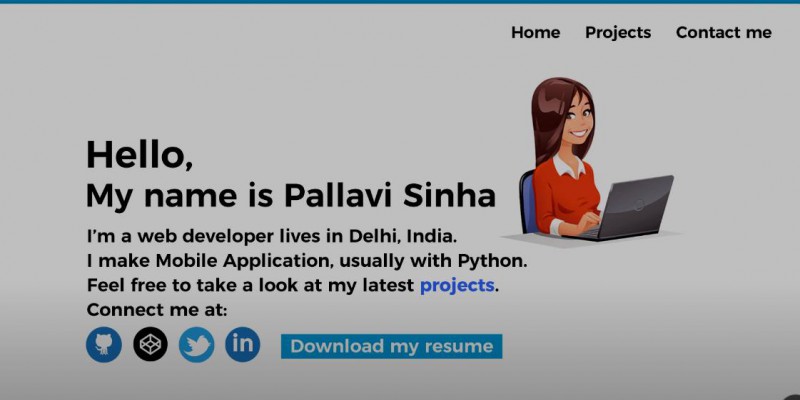 Home Projects Contact me
Hello,
My name is Pallavi Sinha
I'm a web developer lives in Delhi, India.
I make Mobile Application, usually with Python.
Feel free to take a look at my latest projects.
Connect me at:
in
Download my resume